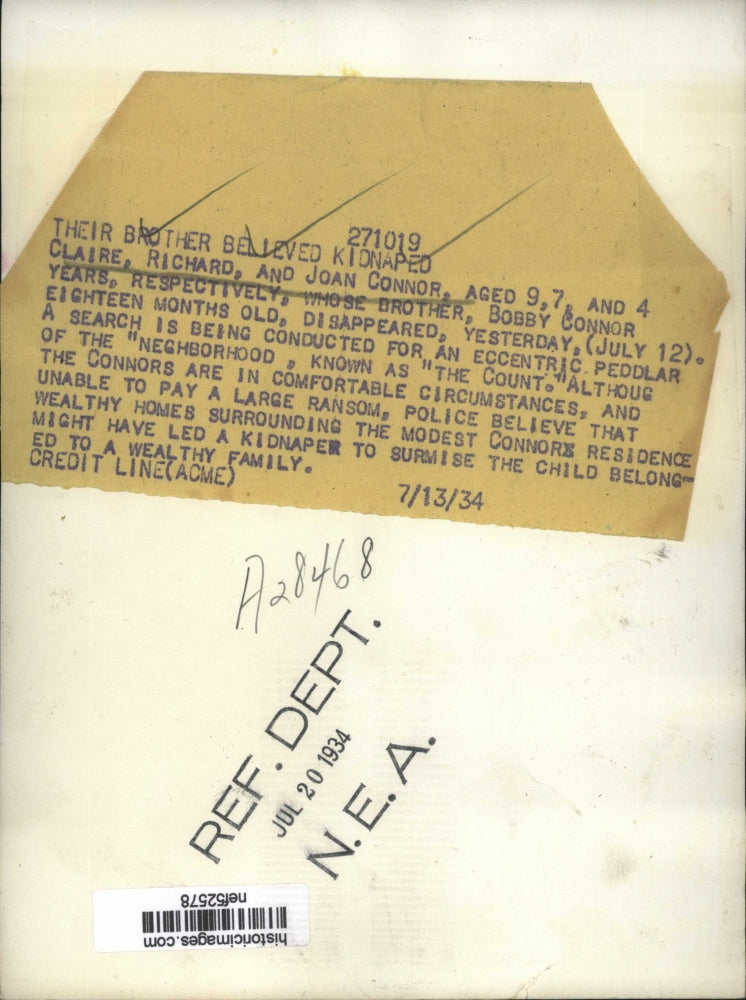 271019
THEIR BROTHER BELIEVED KIDNAPED
CLAIRE, RICHARD, AND JOAN CONNOR, AGED 9,7, AND 4
YEARS, RESPECTIVELY, WHOSE BROTHER, BOBBY CONNOR
EIGHTEEN MONTHS OLD, DISAPPEARED, YESTERDAY, (JULY 12).
A SEARCH IS BEING CONDUCTED FOR AN ECCENTRIC PEDDLAR
OF THE "NEGHBORHOOD, KNOWN AS "THE COUNT." ALTHOUG
THE CONNORS ARE IN COMFORTABLE CIRCUMSTANCES, AND
UNABLE TO PAY A LARGE RANSOM, POLICE BELIEVE THAT
WEALTHY HOMES SURROUNDING THE MODEST CONNOR RESIDENCE
MIGHT HAVE LED A KIDNAPER TO SURMISE THE CHILD BELONG-
ED TO A WEALTHY FAMILY.
CREDIT LINE(ACME) 7/13/34
A28468
REF. DEPT.
JUL 20 1934
N.E.A.
historicimages.com
nef52578